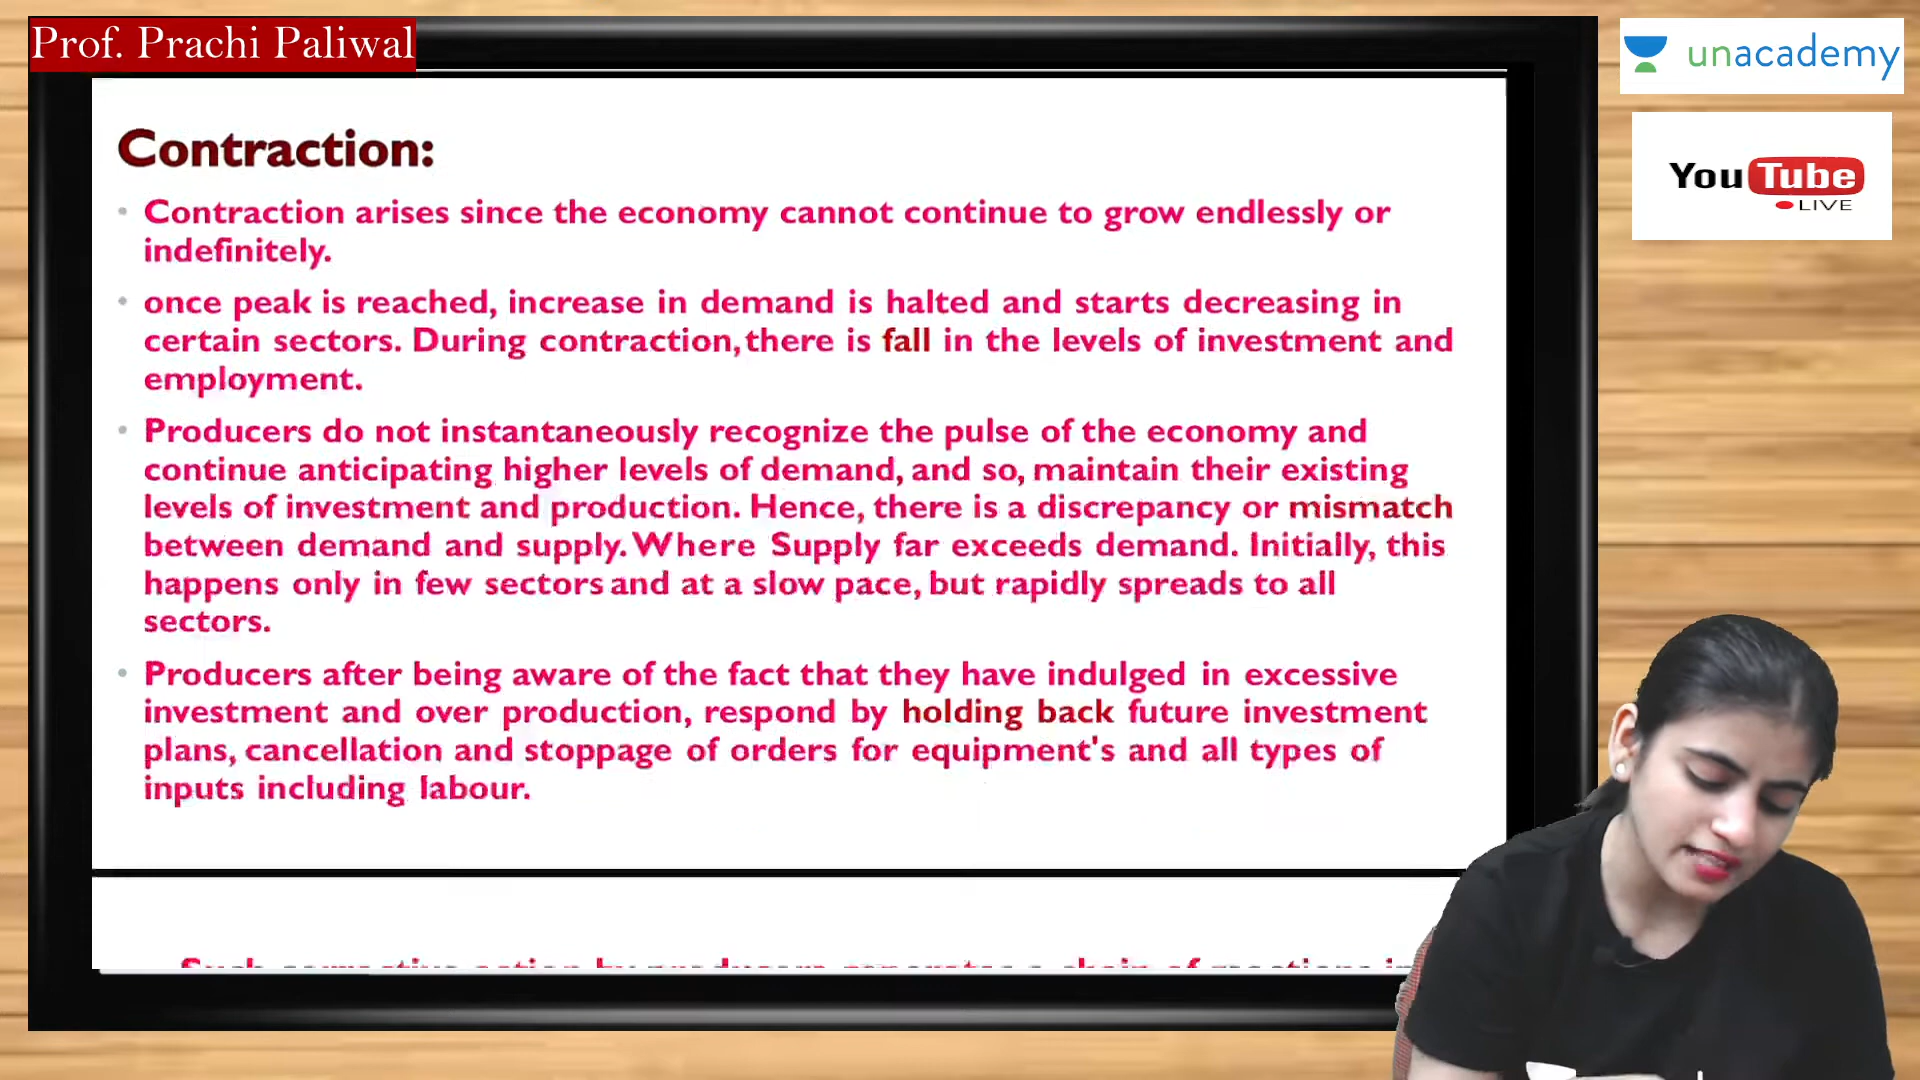 Prof. Prachi Paliwal
unacademy
YouTube
LIVE
Contraction:
• Contraction arises since the economy cannot continue to grow endlessly or
indefinitely.
• once peak is reached, increase in demand is halted and starts decreasing in
certain sectors. During contraction, there is fall in the levels of investment and
employment.
• Producers do not instantaneously recognize the pulse of the economy and
continue anticipating higher levels of demand, and so, maintain their existing
levels of investment and production. Hence, there is a discrepancy or mismatch
between demand and supply. Where Supply far exceeds demand. Initially, this
happens only in few sectors and at a slow pace, but rapidly spreads to all
sectors.
• Producers after being aware of the fact that they have indulged in excessive
investment and over production, respond by holding back future investment
plans, cancellation and stoppage of orders for equipment's and all types of
inputs including labour.